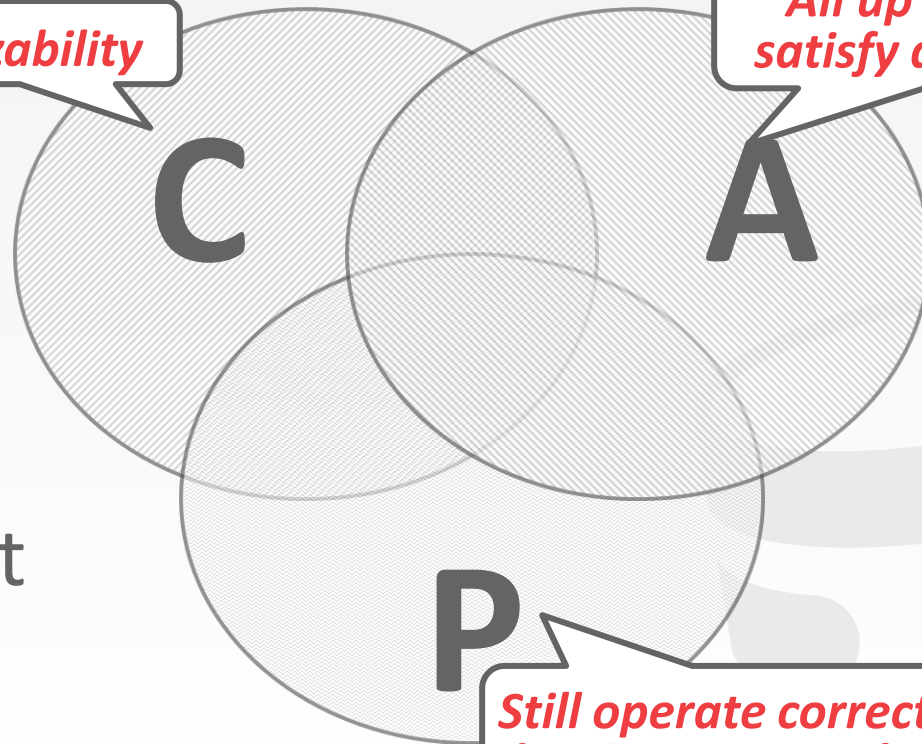 zability
All up
satisfy a
C
A
t
P
Still operate correct